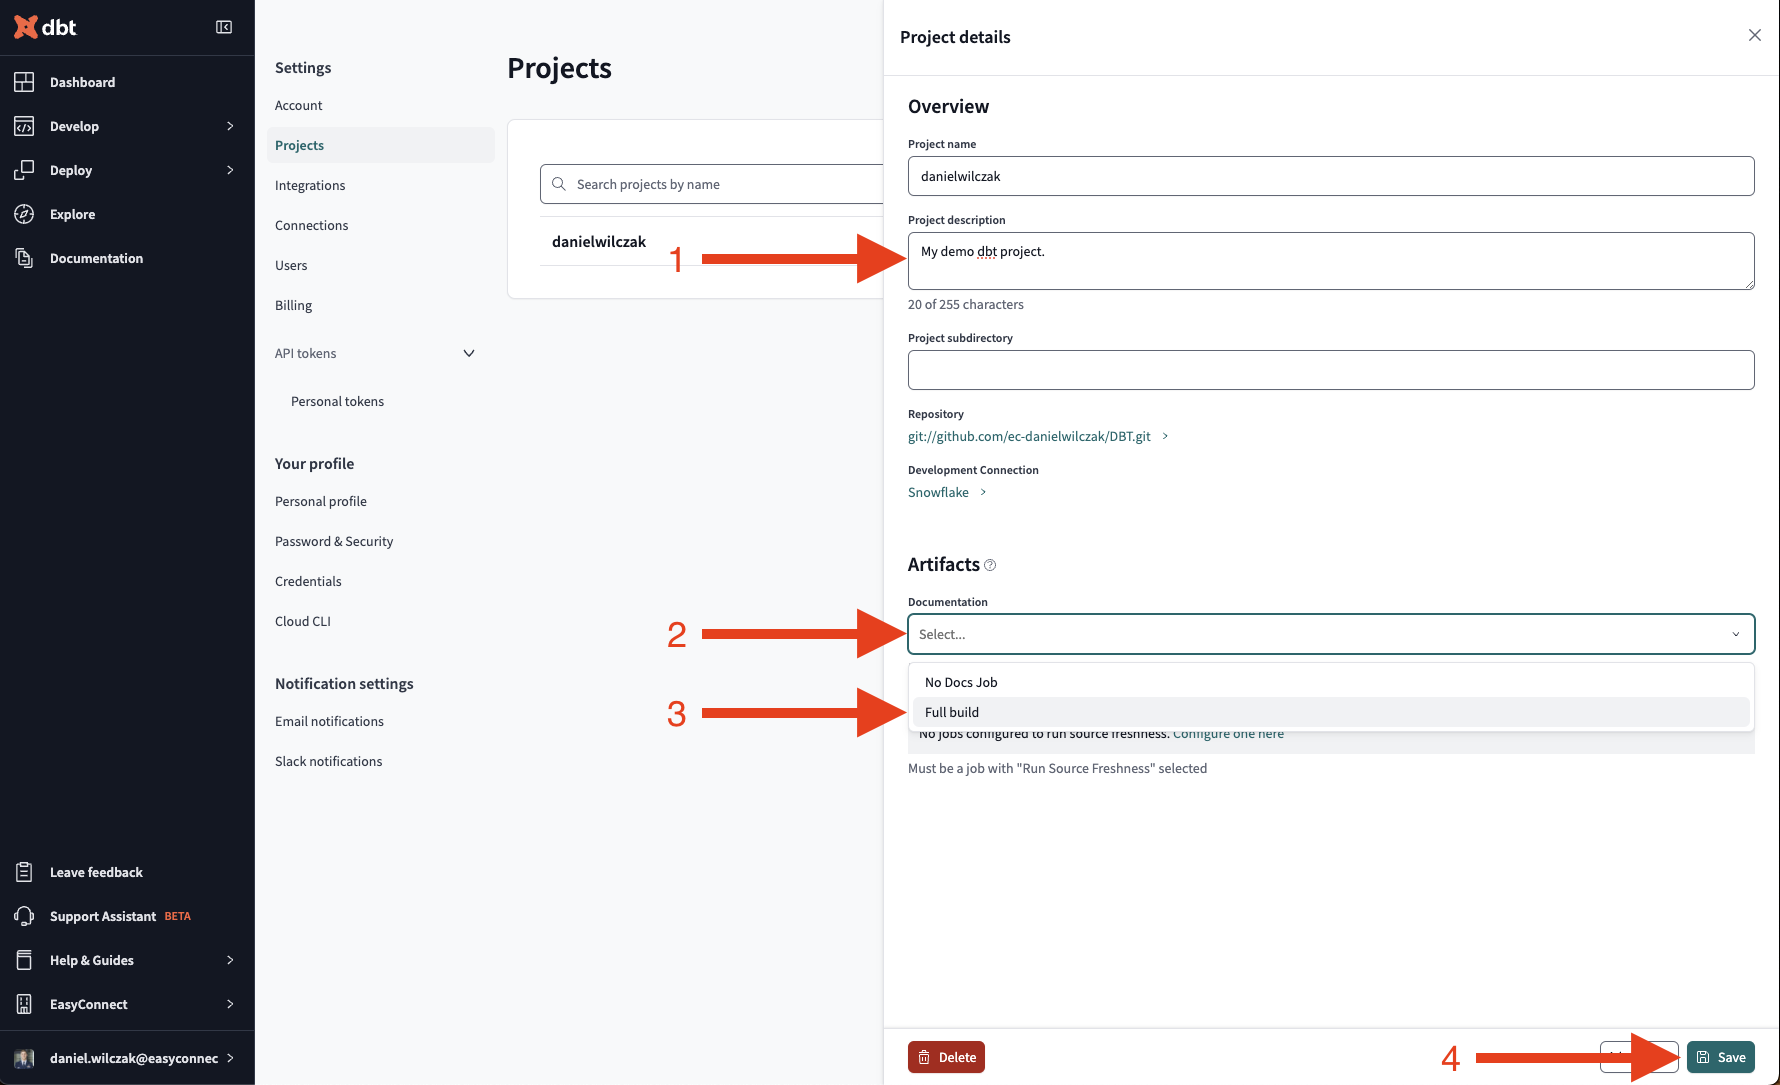 dbt
Dashboard
Develop
Deploy
Explore
Documentation
Leave feedback
Support Assistant BETA
Help & Guides
EasyConnect
daniel.wilczak@easyconnec
Settings
Account
Projects
Integrations
Connections
Users
Billing
API tokens
Personal tokens
Your profile
Personal profile
Password & Security
Credentials
Cloud CLI
Notification settings
Email notifications
Slack notifications
Projects
Search projects by name
danielwilczak
Project details
Overview
Project name
danielwilczak
Project description
1
My demo dbt project.
20 of 255 characters
Project subdirectory
Repository
git://github.com/ec-danielwilczak/DBT.git
Development Connection
Snowflake
Artifacts
Documentation
2
Select...
No Docs Job
3
Full build
No jobs configured to run source freshness. Configure one here
Must be a job with "Run Source Freshness" selected
Delete
4
Save